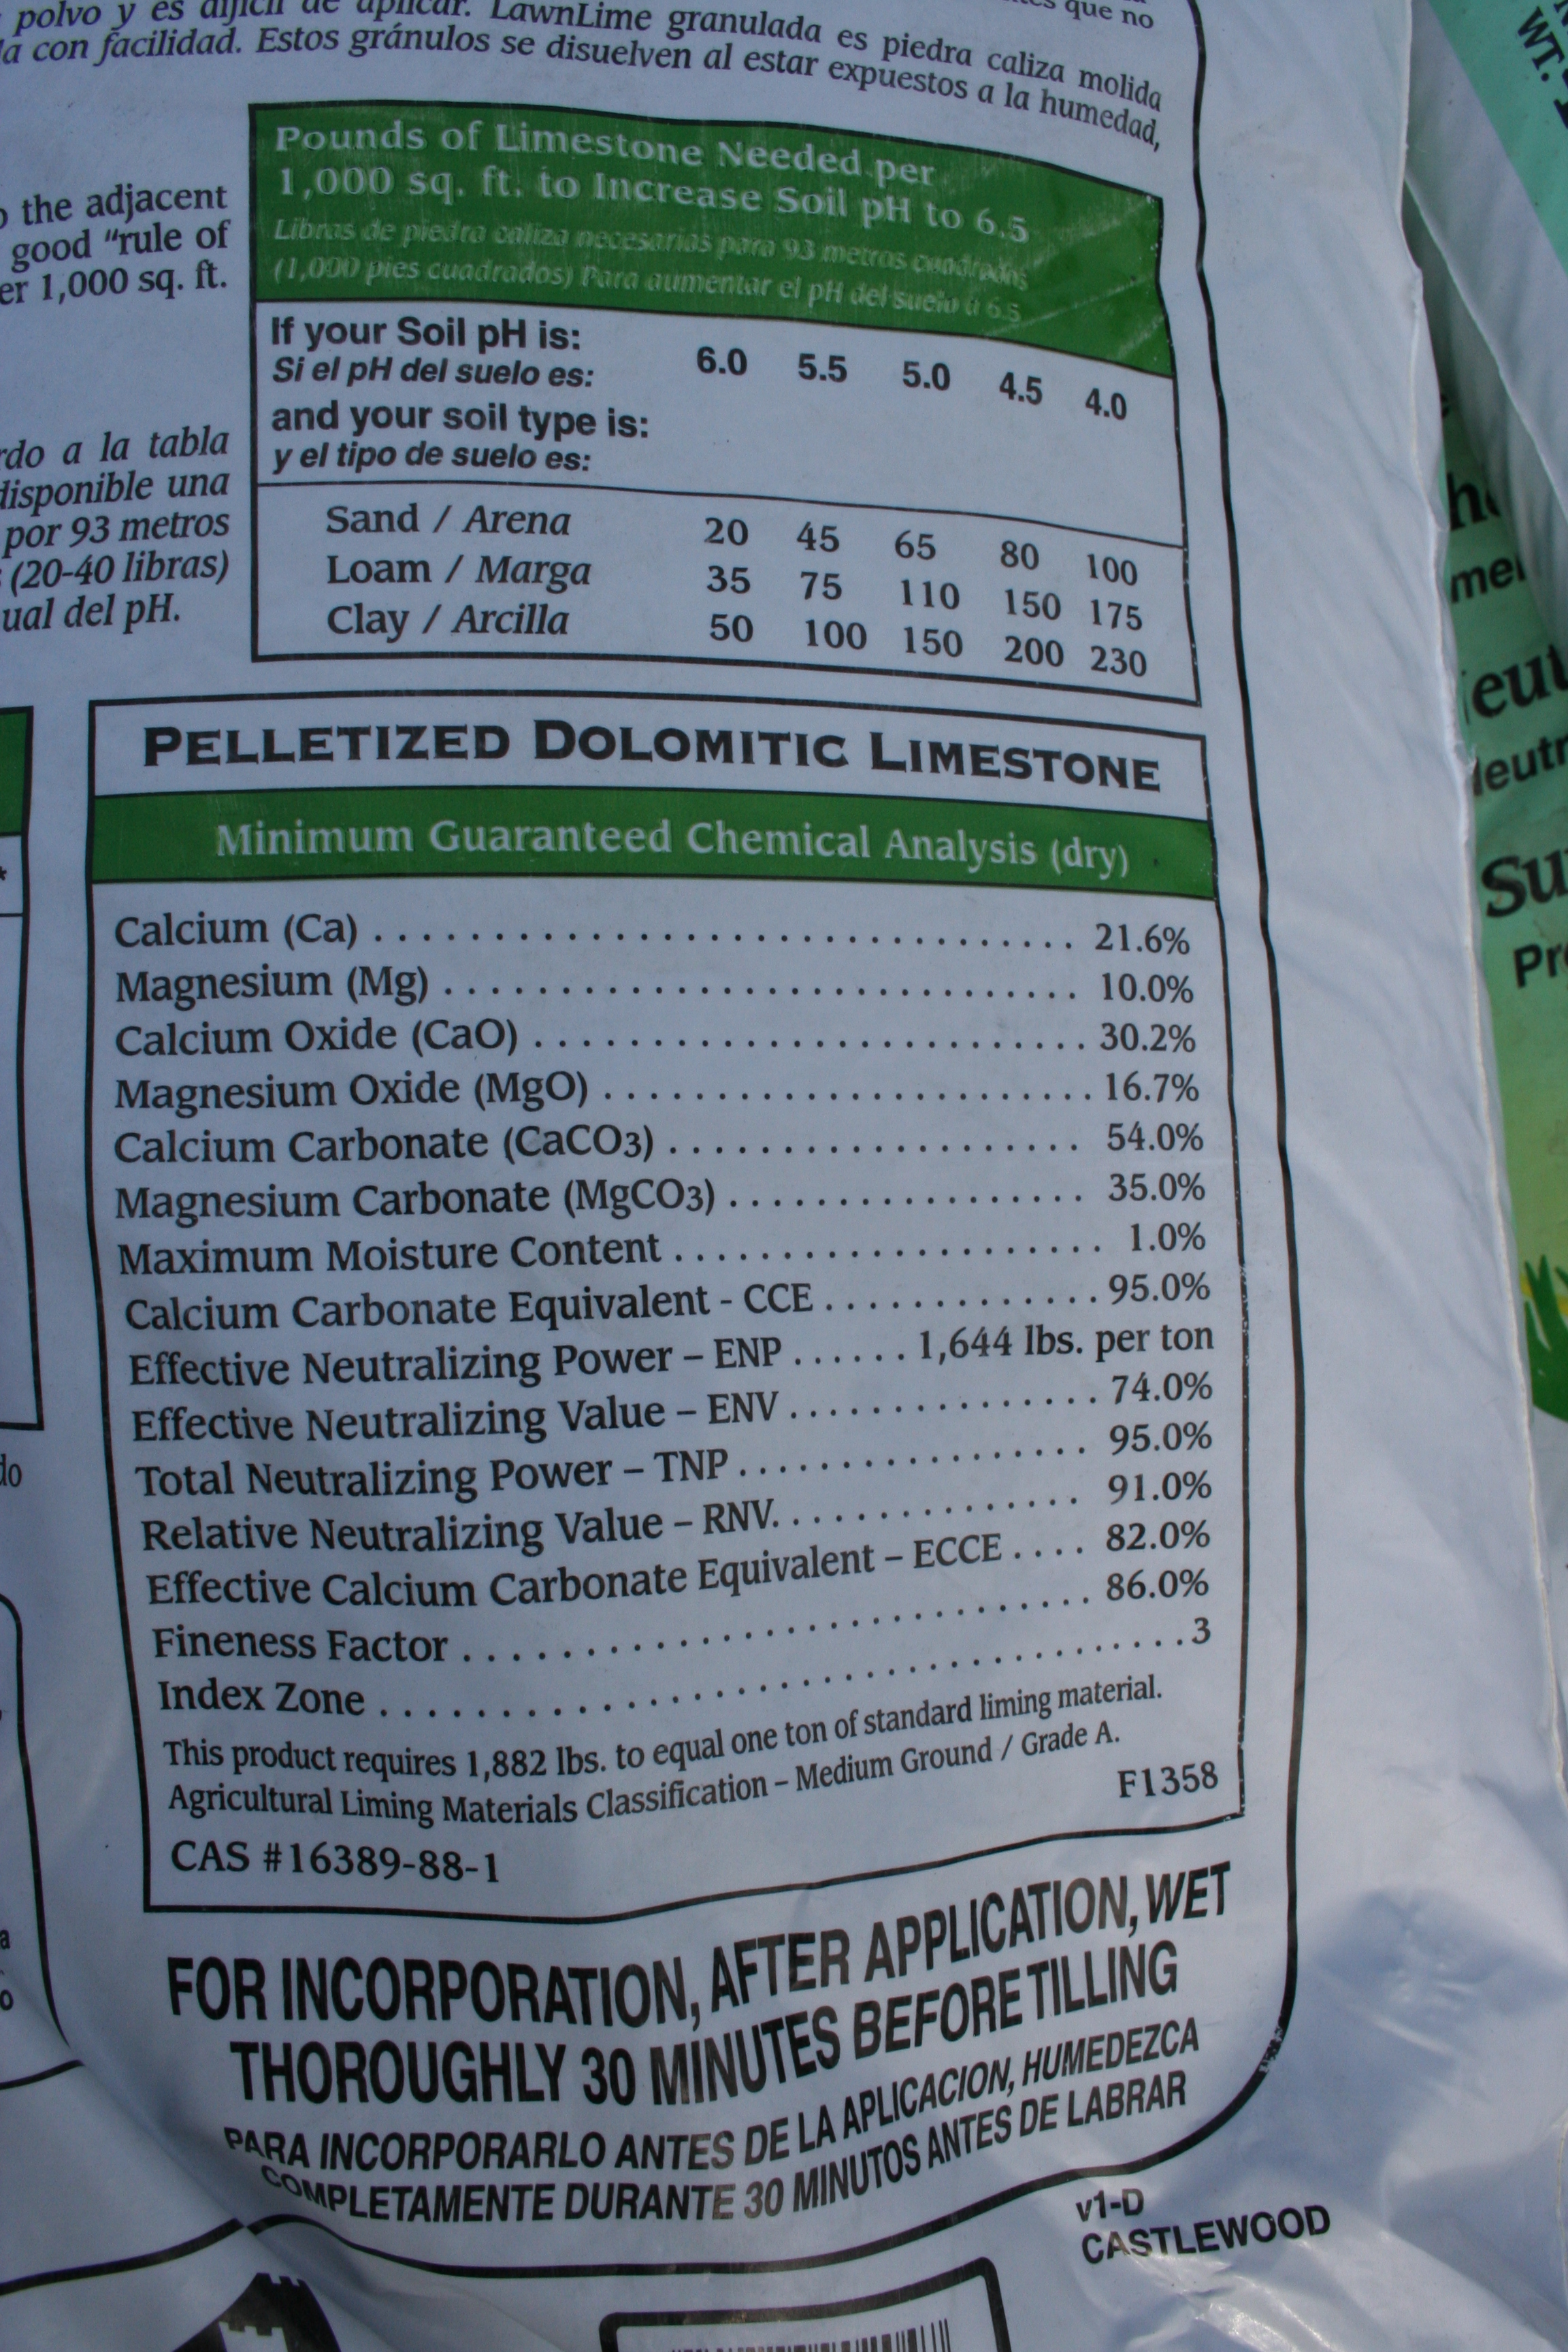 que no
polvo y es difícil de aplicar. LawnLime granulada es piedra caliza molida
la con facilidad. Estos gránulos se disuelven al estar expuestos a la humedad,
the adjacent
good "rule of
er 1,000 sq. ft.
rdo a la tabla
disponible una
por 93 metros
(20-40 libras)
ual del pH.
Pounds of Limestone Needed per
1,000 sq. ft. to Increase Soil pH to 6.5
Libras de piedra caliza necesarias para 93 metros cuadrados
(1,000 pies cuadrados) Para aumentar el pH del suelo a 6.5
If your Soil pH is: 6.0 5.5 5.0 4.5 4.0
Si el pH del suelo es:
and your soil type is:
y el tipo de suelo es:
Sand / Arena 20 45 65 80 100
Loam / Marga 35 75 110 150 175
Clay / Arcilla 50 100 150 200 230
PELLETIZED DOLOMITIC LIMESTONE
Minimum Guaranteed Chemical Analysis (dry)
Calcium (Ca) 21.6%
Magnesium (Mg) 10.0%
Calcium Oxide (CaO) 30.2%
Magnesium Oxide (MgO) 16.7%
Calcium Carbonate (CaCO3) 54.0%
Magnesium Carbonate (MgCO3) 35.0%
Maximum Moisture Content 1.0%
Calcium Carbonate Equivalent - CCE 95.0%
Effective Neutralizing Power – ENP 1,644 lbs. per ton
Effective Neutralizing Value – ENV 74.0%
Total Neutralizing Power – TNP 95.0%
Relative Neutralizing Value – RNV 91.0%
Effective Calcium Carbonate Equivalent – ECCE 82.0%
Fineness Factor 86.0%
Index Zone 3
This product requires 1,882 lbs. to equal one ton of standard liming material.
Agricultural Liming Materials Classification – Medium Ground / Grade A.
F1358
CAS #16389-88-1
FOR INCORPORATION, AFTER APPLICATION, WET
THOROUGHLY 30 MINUTES BEFORE TILLING
PARA INCORPORARLO ANTES DE LA APLICACION, HUMEDEZCA
COMPLETAMENTE DURANTE 30 MINUTOS ANTES DE LABRAR
v1-D
CASTLEWOOD
WT.